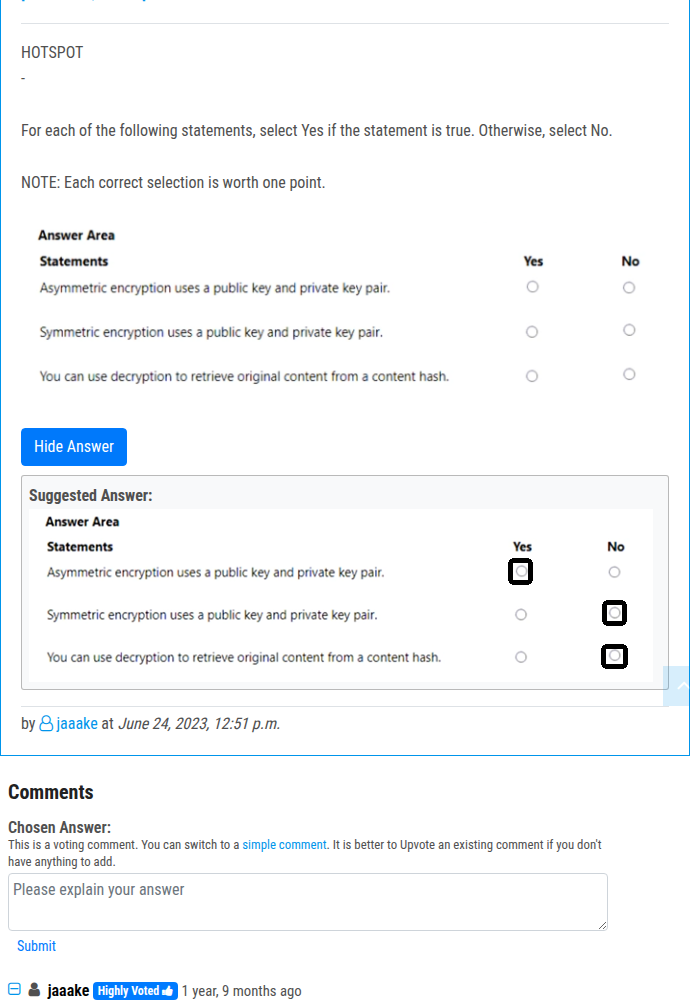 HOTSPOT
-
For each of the following statements, select Yes if the statement is true. Otherwise, select No.
NOTE: Each correct selection is worth one point.
Answer Area
Statements Yes No
Asymmetric encryption uses a public key and private key pair.
Symmetric encryption uses a public key and private key pair.
You can use decryption to retrieve original content from a content hash.
Hide Answer
Suggested Answer:
Answer Area
Statements Yes No
Asymmetric encryption uses a public key and private key pair.
Symmetric encryption uses a public key and private key pair.
You can use decryption to retrieve original content from a content hash.
by jaaake at June 24, 2023, 12:51 p.m.
Comments
Chosen Answer:
This is a voting comment. You can switch to a simple comment. It is better to Upvote an existing comment if you don't
have anything to add.
Please explain your answer
Submit
jaaake Highly Voted 1 year, 9 months ago